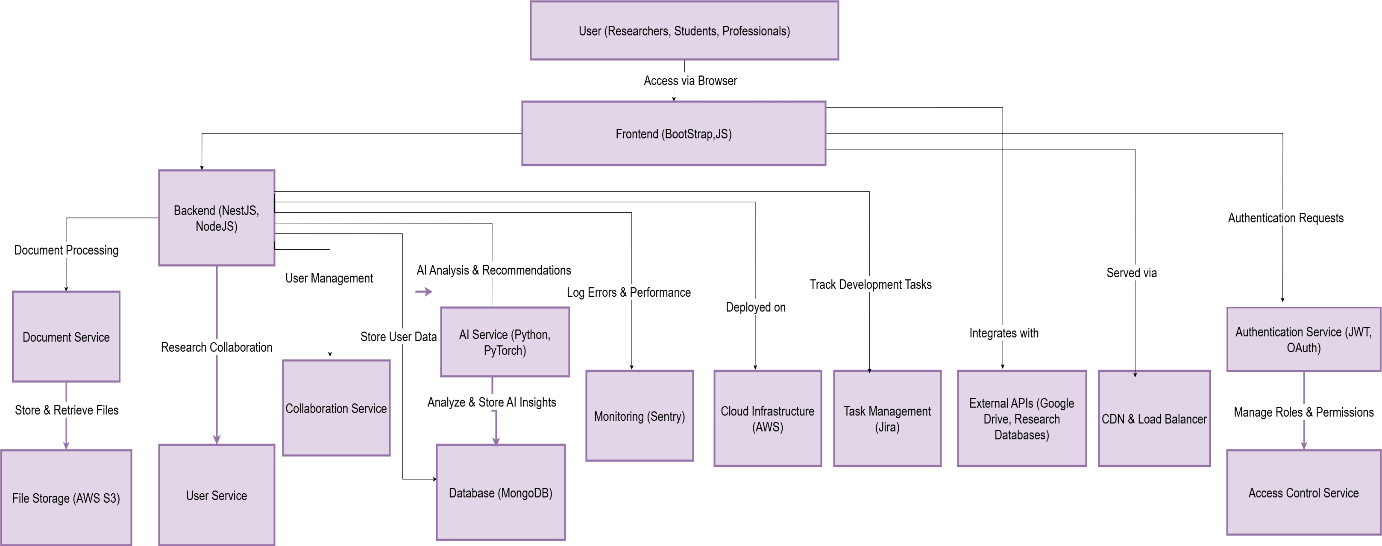 User (Researchers, Students, Professionals)
Access via Browser
Frontend (BootStrap,JS)
Backend (NestJS,
NodeJS)
Authentication Requests
Document Processing
User Management
AI Analysis & Recommendations
Served via
Log Errors & Performance
Track Development Tasks
Deployed on
Document Service
Research Collaboration
Store User Data
AI Service (Python,
PyTorch)
Integrates with
Authentication Service (JWT,
OAuth)
Store & Retrieve Files
Collaboration Service
Analyze & Store AI Insights
Monitoring (Sentry)
Cloud Infrastructure
(AWS)
Task Management
(Jira)
External APIs (Google
Drive, Research
Databases)
CDN & Load Balancer
Manage Roles & Permissions
File Storage (AWS S3)
User Service
Database (MongoDB)
Access Control Service